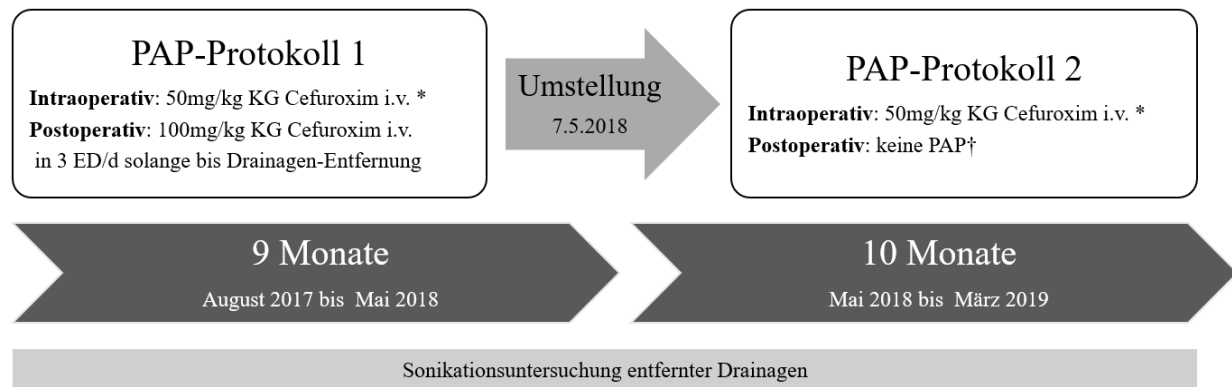 PAP-Protokoll 1
Intraoperativ: 50mg/kg KG Cefuroxim i.v. *
Postoperativ: 100mg/kg KG Cefuroxim i.v.
in 3 ED/d solange bis Drainagen-Entfernung
Umstellung
7.5.2018
PAP-Protokoll 2
Intraoperativ: 50mg/kg KG Cefuroxim i.v. *
Postoperativ: keine PAP†
9 Monate
August 2017 bis Mai 2018
10 Monate
Mai 2018 bis März 2019
Sonikationsuntersuchung entfernter Drainagen